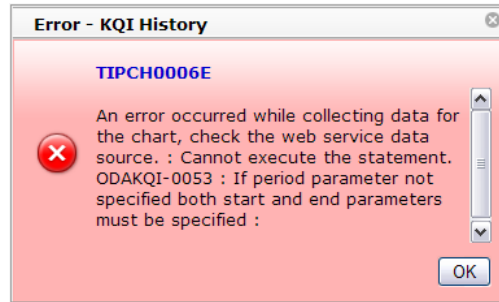 Error - KQI History
TIPCH0006E
An error occurred while collecting data for
the chart, check the web service data
source. : Cannot execute the statement.
ODAKQI-0053 : If period parameter not
specified both start and end parameters
must be specified :
OK